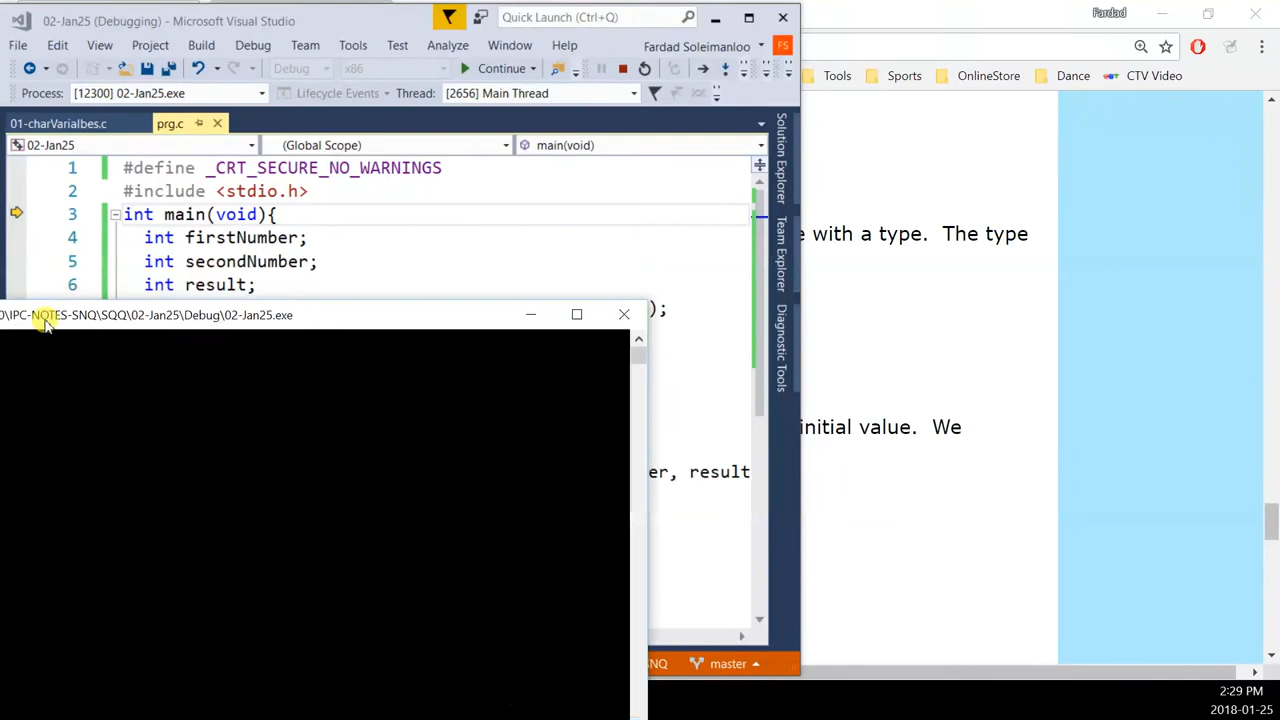 02-Jan25 (Debugging) - Microsoft Visual Studio
Quick Launch (Ctrl+Q)
Fardad
File Edit View Project Build Debug Team Tools Test Analyze Window Help Fardad Soleimanloo FS
Debug x86 Continue
Tools Sports OnlineStore Dance CTV Video
Process: [12300] 02-Jan25.exe Lifecycle Events Thread: [2656] Main Thread
01-charVarialbes.c prg.c
02-Jan25 (Global Scope) main(void)
1 #define _CRT_SECURE_NO_WARNINGS
2 #include <stdio.h>
3 int main(void){
4 int firstNumber;
5 int secondNumber;
6 int result;
);
er, result
Solution Explorer
Team Explorer
Diagnostic Tools
e with a type. The type
initial value. We
0\IPC-NOTES-SNQ\SQQ\02-Jan25\Debug\02-Jan25.exe
NQ master
2:29 PM
2018-01-25